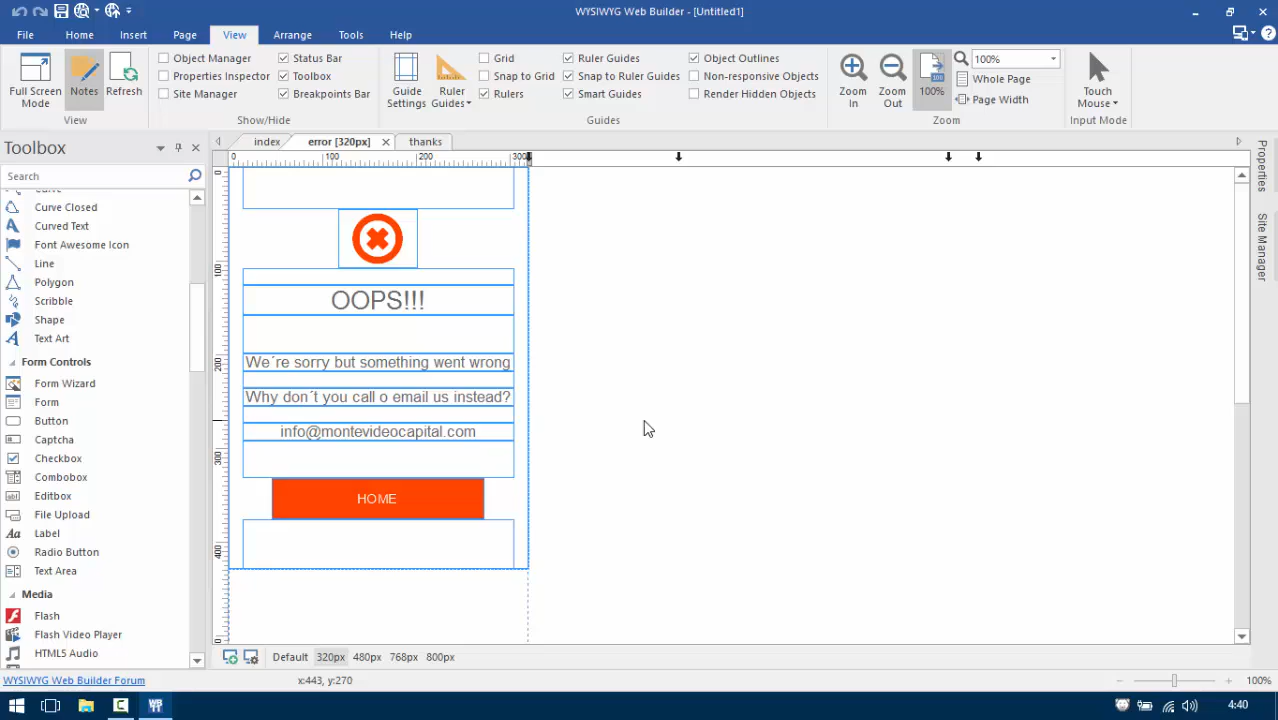 WYSIWYG Web Builder - [Untitled1]
File Home Insert Page View Arrange Tools Help
Full Screen Mode
Notes
Refresh
View
Object Manager
Properties Inspector
Site Manager
Status Bar
Toolbox
Breakpoints Bar
Show/Hide
Guide Settings
Ruler Guides
Grid
Snap to Grid
Rulers
Ruler Guides
Snap to Ruler Guides
Smart Guides
Guides
Object Outlines
Non-responsive Objects
Render Hidden Objects
Zoom In
Zoom Out
100%
100%
Whole Page
Page Width
Zoom
Touch Mouse
Input Mode
Toolbox
Search
Curve Closed
Curved Text
Font Awesome Icon
Line
Polygon
Scribble
Shape
Text Art
Form Controls
Form Wizard
Form
Button
Captcha
Checkbox
Combobox
Editbox
File Upload
Label
Radio Button
Text Area
Media
Flash
Flash Video Player
HTML5 Audio
WYSIWYG Web Builder Forum
index error [320px] thanks
0 100 200 300
0
100
200
300
400
OOPS!!!
We´re sorry but something went wrong
Why don´t you call o email us instead?
info@montevideocapital.com
HOME
Default 320px 480px 768px 800px
x:443, y:270
100%
Properties
Site Manager
4:40